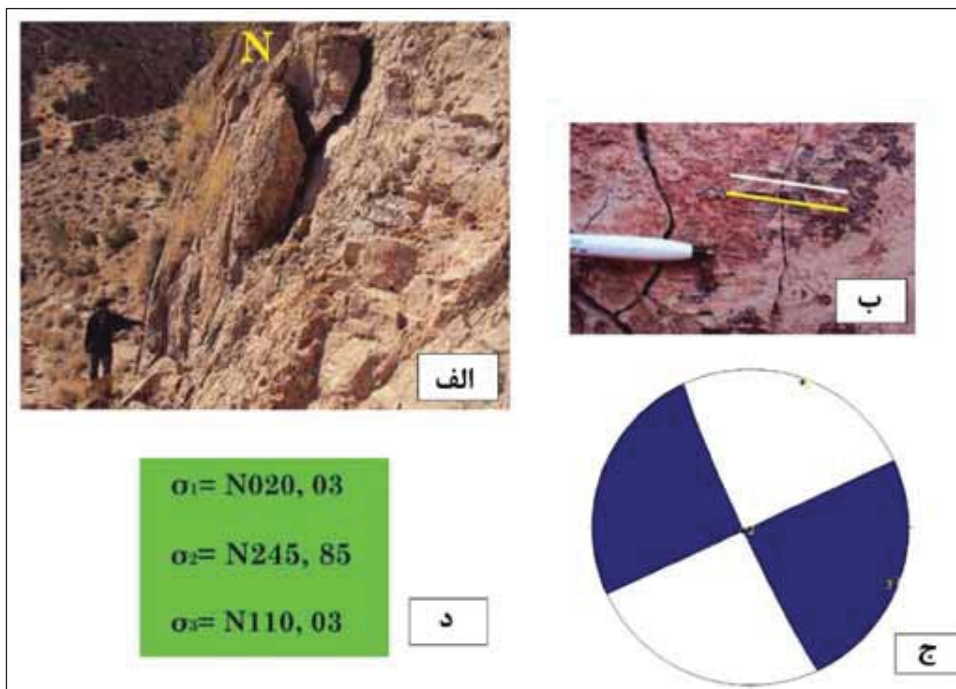 N
الف
ب
σ₁= N020, 03
σ₂= N245, 85
σ₃= N110, 03
د
ج